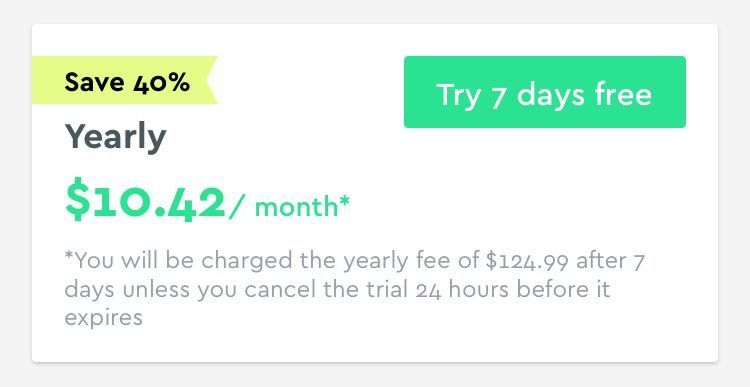 Save 40%
Try 7 days free
Yearly
$10.42/ month*
*You will be charged the yearly fee of $124.99 after 7
days unless you cancel the trial 24 hours before it
expires